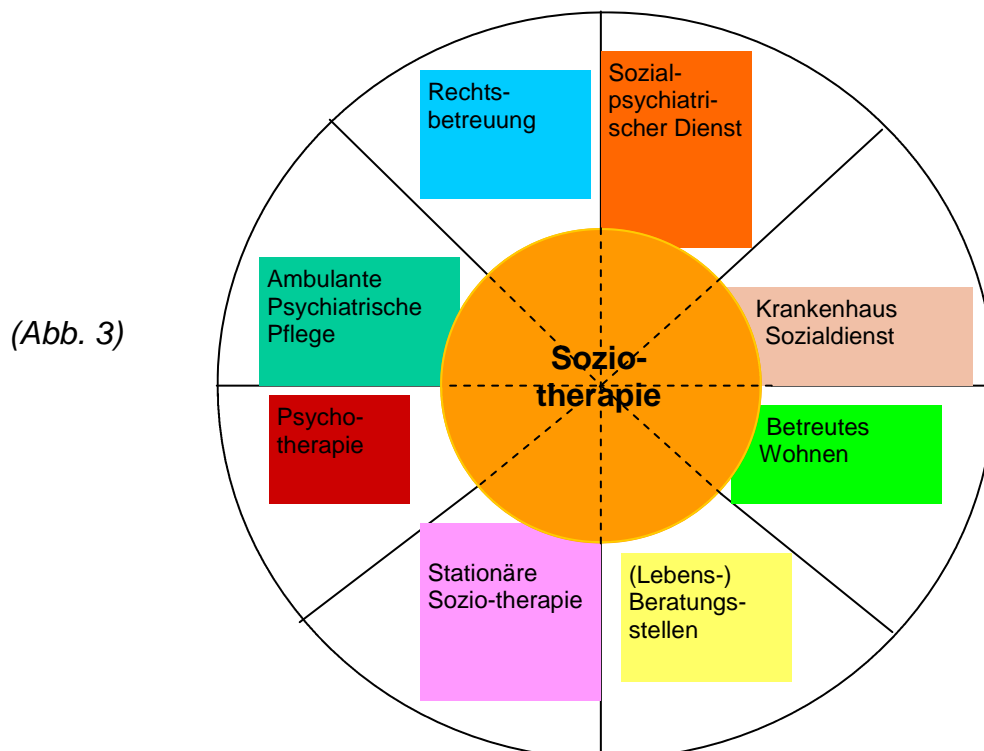 Rechts-
betreuung
Sozial-
psychiatri-
scher Dienst
Ambulante
Psychiatrische
Pflege
(Abb. 3)
Krankenhaus
Sozialdienst
Sozio-
therapie
Psycho-
therapie
Betreutes
Wohnen
Stationäre
Sozio-therapie
(Lebens-)
Beratungs-
stellen